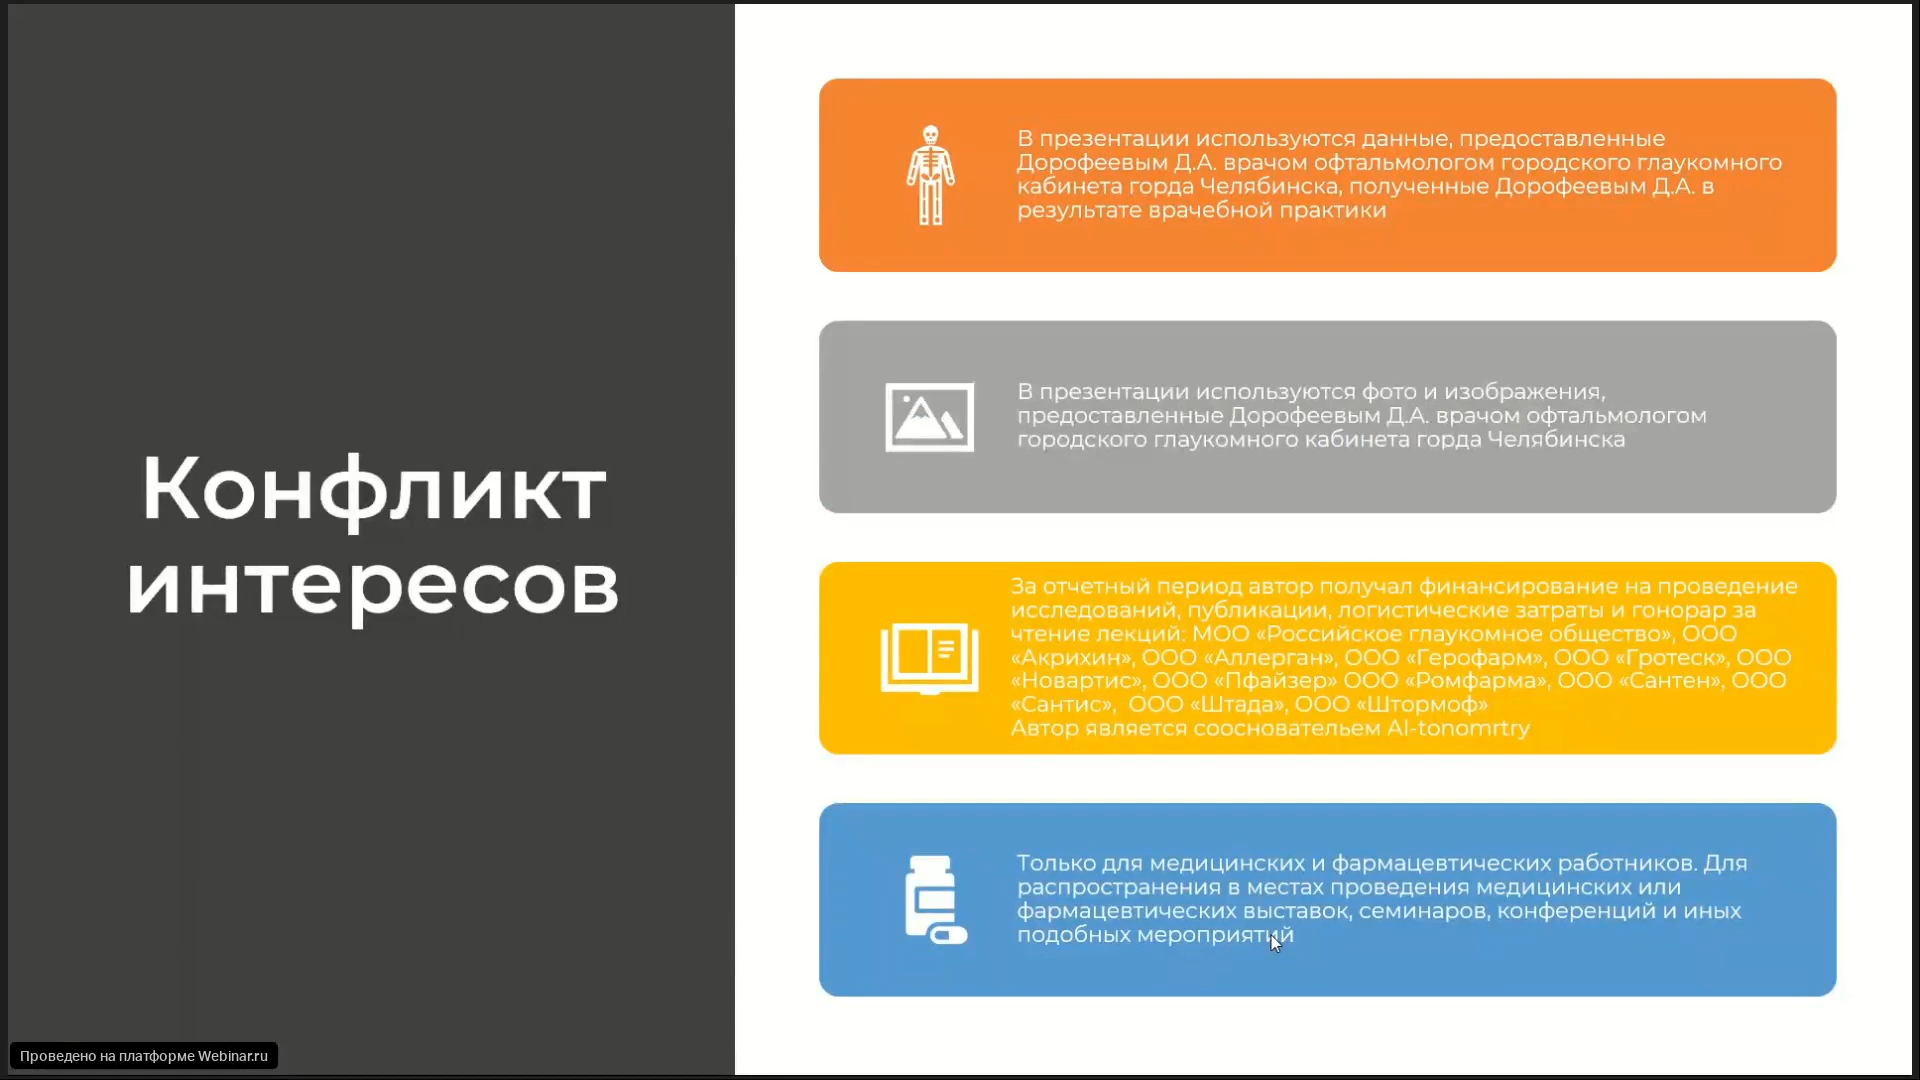 Конфликт
интересов
В презентации используются данные, предоставленные
Дорофеевым Д.А. врачом офтальмологом городского глаукомного
кабинета горда Челябинска, полученные Дорофеевым Д.А. в
результате врачебной практики
В презентации используются фото и изображения,
предоставленные Дорофеевым Д.А. врачом офтальмологом
городского глаукомного кабинета горда Челябинска
За отчетный период автор получал финансирование на проведение
исследований, публикации, логистические затраты и гонорар за
чтение лекций: МОО «Российское глаукомное общество», ООО
«Акрихин», ООО «Аллерган», ООО «Герофарм», ООО «Гротеск», ООО
«Новартис», ООО «Пфайзер» ООО «Ромфарма», ООО «Сантен», ООО
«Сантис», ООО «Штада», ООО «Штормоф»
Автор является соосновательем AI-tonomrtry
Только для медицинских и фармацевтических работников. Для
распространения в местах проведения медицинских или
фармацевтических выставок, семинаров, конференций и иных
подобных мероприятий
Проведено на платформе Webinar.ru